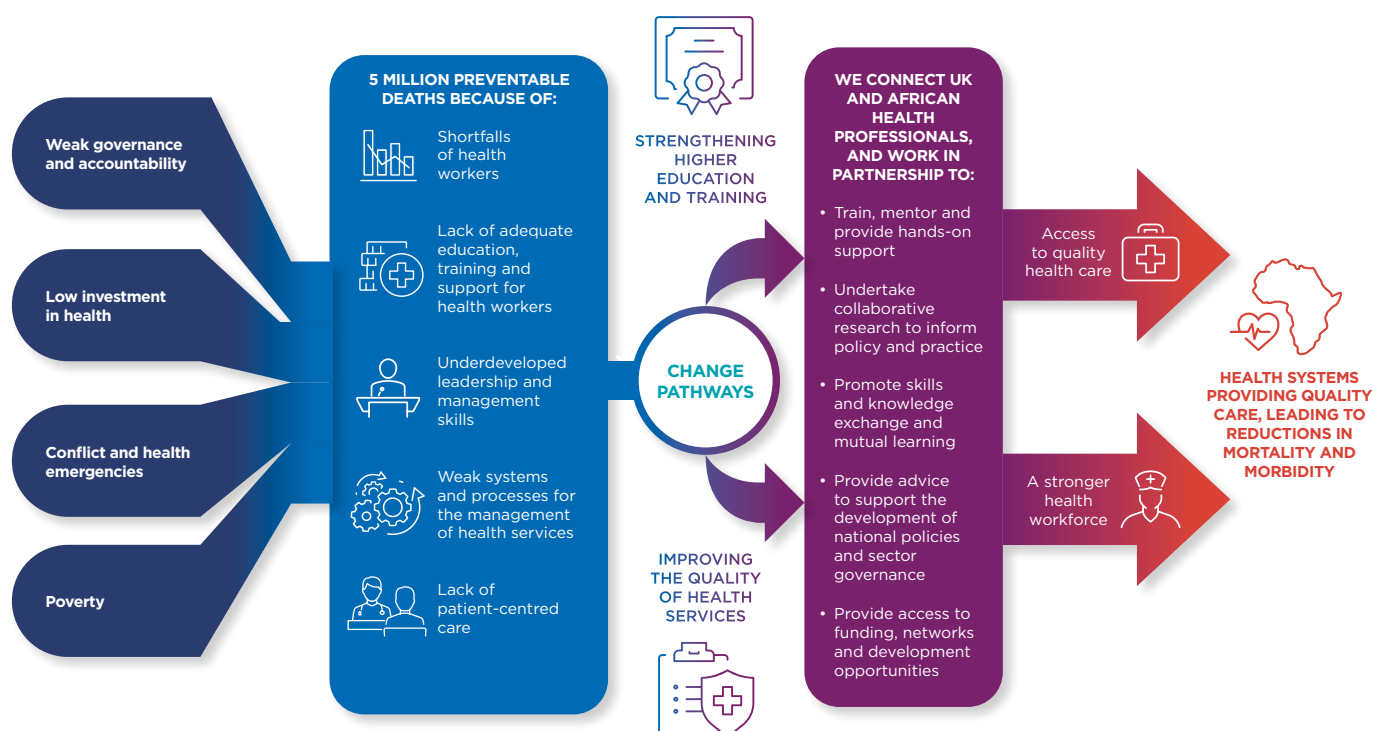 Weak governance
and accountability
Low investment
in health
Conflict and health
emergencies
Poverty
5 MILLION PREVENTABLE
DEATHS BECAUSE OF:
Shortfalls
of health
workers
Lack of adequate
education,
training and
support for
health workers
Underdeveloped
leadership and
management
skills
Weak systems
and processes for
the management
of health services
Lack of
patient-centred
care
STRENGTHENING
HIGHER
EDUCATION
AND TRAINING
CHANGE
PATHWAYS
IMPROVING
THE QUALITY
OF HEALTH
SERVICES
WE CONNECT UK
AND AFRICAN
HEALTH
PROFESSIONALS,
AND WORK IN
PARTNERSHIP TO:
• Train, mentor and
provide hands-on
support
• Undertake
collaborative
research to inform
policy and practice
• Promote skills
and knowledge
exchange and
mutual learning
• Provide advice
to support the
development of
national policies
and sector
governance
• Provide access to
funding, networks
and development
opportunities
Access
to quality
health care
A stronger
health
workforce
HEALTH SYSTEMS
PROVIDING QUALITY
CARE, LEADING TO
REDUCTIONS IN
MORTALITY AND
MORBIDITY